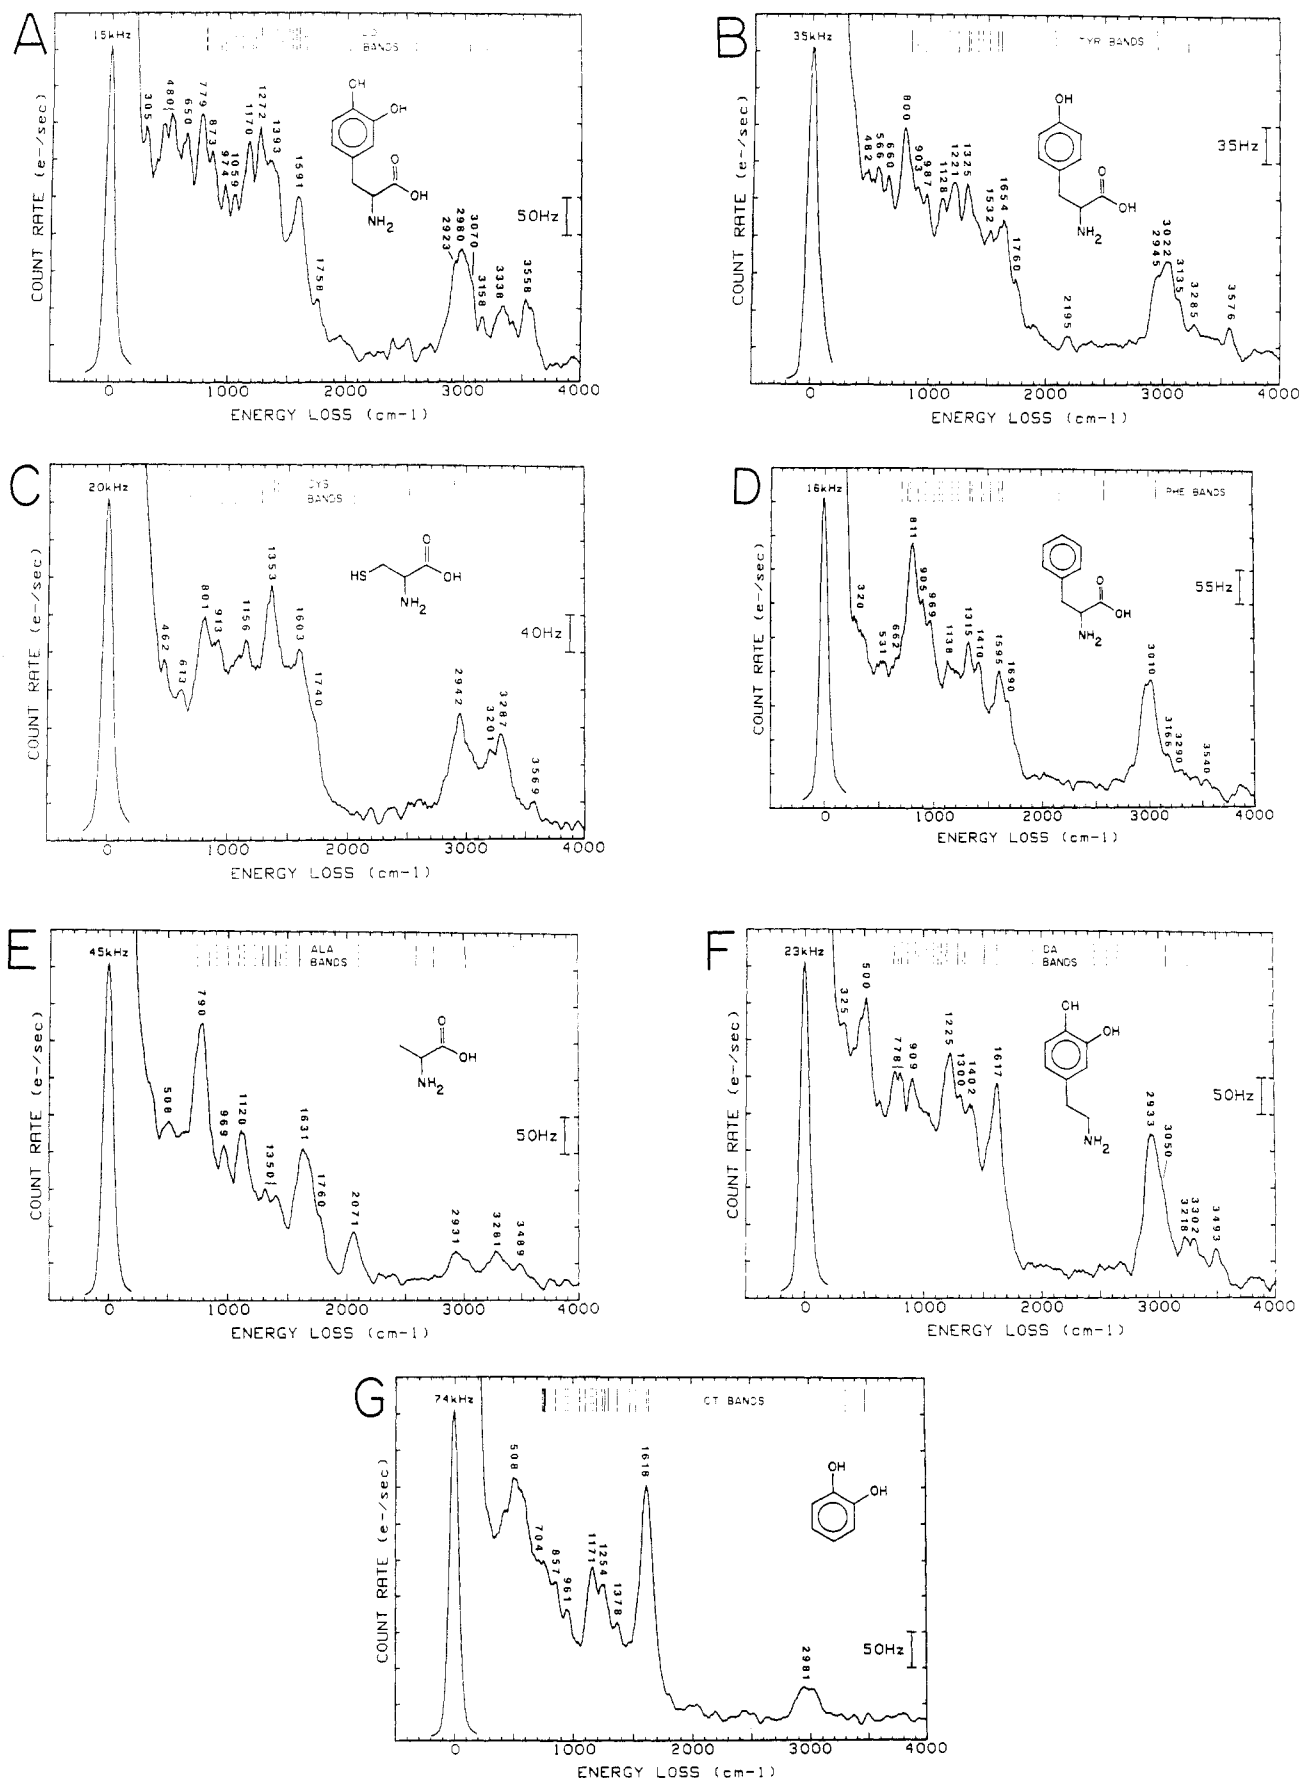 A
15kHz
LD
BANDS
305
480
650
779
873
974
1059
1170
1272
1393
1591
1758
2923
2980
3070
3158
3338
3558
OH
OH
O
OH
NH2
50Hz
COUNT RATE (e-/sec)
0 1000 2000 3000 4000
ENERGY LOSS (cm-1)
B
35kHz
TYR BANDS
482
566
660
800
903
987
1128
1221
1325
1532
1654
1760
2195
2945
3022
3135
3285
3576
OH
O
OH
NH2
35Hz
COUNT RATE (e-/sec)
0 1000 2000 3000 4000
ENERGY LOSS (cm-1)
C
20kHz
CYS
BANDS
462
613
801
913
1156
1353
1603
1740
2942
3201
3287
3569
O
HS
OH
NH2
40Hz
COUNT RATE (e-/sec)
0 1000 2000 3000 4000
ENERGY LOSS (cm-1)
D
16kHz
PHE BANDS
320
531
662
811
905
969
1138
1315
1410
1595
1690
3010
3166
3290
3540
O
OH
NH2
55Hz
COUNT RATE (e-/sec)
0 1000 2000 3000 4000
ENERGY LOSS (cm-1)
E
45kHz
ALA
BANDS
508
790
969
1120
1350
1631
1760
2071
2931
3281
3489
O
OH
NH2
50Hz
COUNT RATE (e-/sec)
0 1000 2000 3000 4000
ENERGY LOSS (cm-1)
F
23kHz
DA
BANDS
325
500
778
909
1225
1300
1402
1617
2933
3050
3218
3302
3493
OH
OH
NH2
50Hz
COUNT RATE (e-/sec)
0 1000 2000 3000 4000
ENERGY LOSS (cm-1)
G
74kHz
CT BANDS
508
704
857
961
1171
1254
1378
1618
2981
OH
OH
50Hz
COUNT RATE (e-/sec)
0 1000 2000 3000 4000
ENERGY LOSS (cm-1)